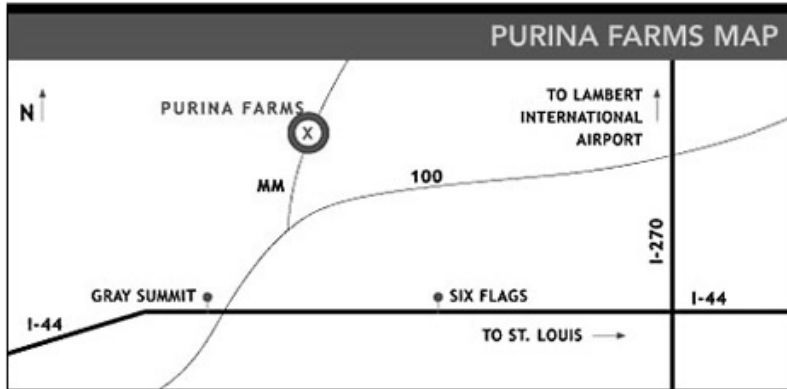 PURINA FARMS MAP
N
PURINA FARMS
X
TO LAMBERT
INTERNATIONAL
AIRPORT
MM
100
I-270
GRAY SUMMIT
SIX FLAGS
I-44
I-44
TO ST. LOUIS